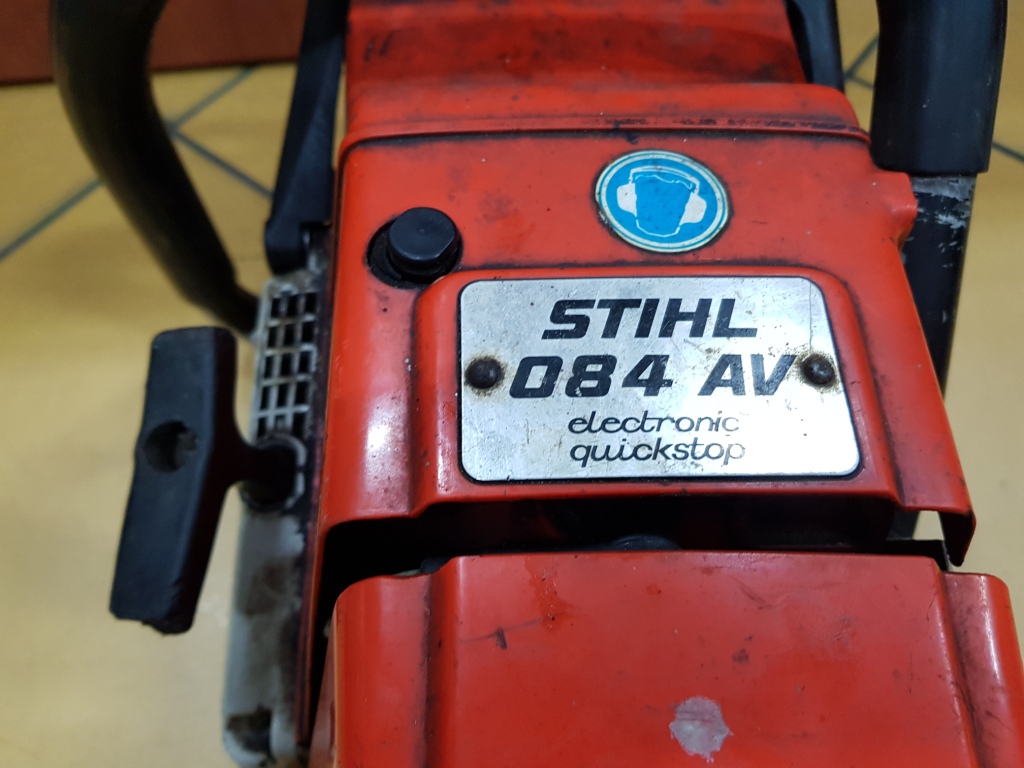 STIHL
084 AV
electronic
quickstop